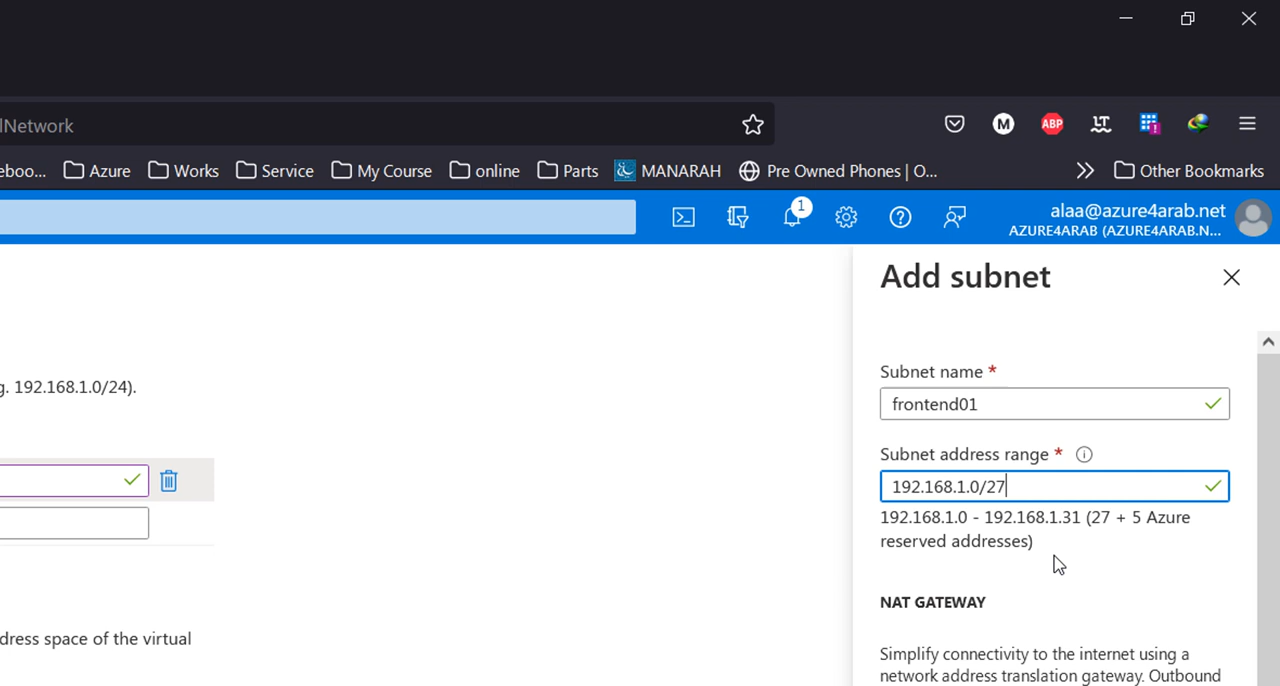 lNetwork
eboo...
Azure
Works
Service
My Course
online
Parts
MANARAH
Pre Owned Phones | O...
Other Bookmarks
M
ABP
LT
1
alaa@azure4arab.net
AZURE4ARAB (AZURE4ARAB.N...
Add subnet
g. 192.168.1.0/24).
dress space of the virtual
Subnet name *
frontend01
Subnet address range *
192.168.1.0/27
192.168.1.0 - 192.168.1.31 (27 + 5 Azure
reserved addresses)
NAT GATEWAY
Simplify connectivity to the internet using a
network address translation gateway. Outbound